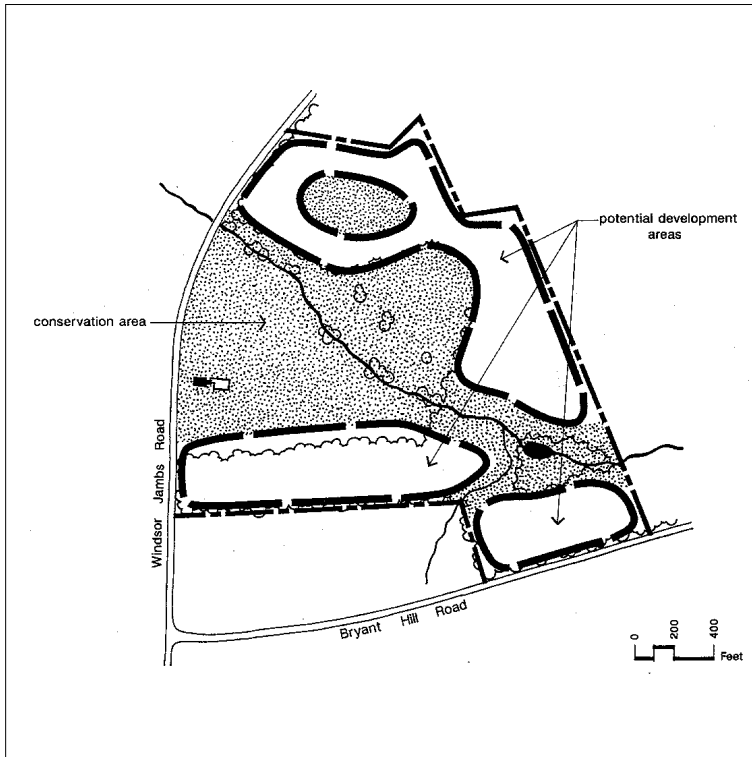 potential development
areas
conservation area
Windsor Jambs Road
Bryant Hill Road
0 200 400
Feet